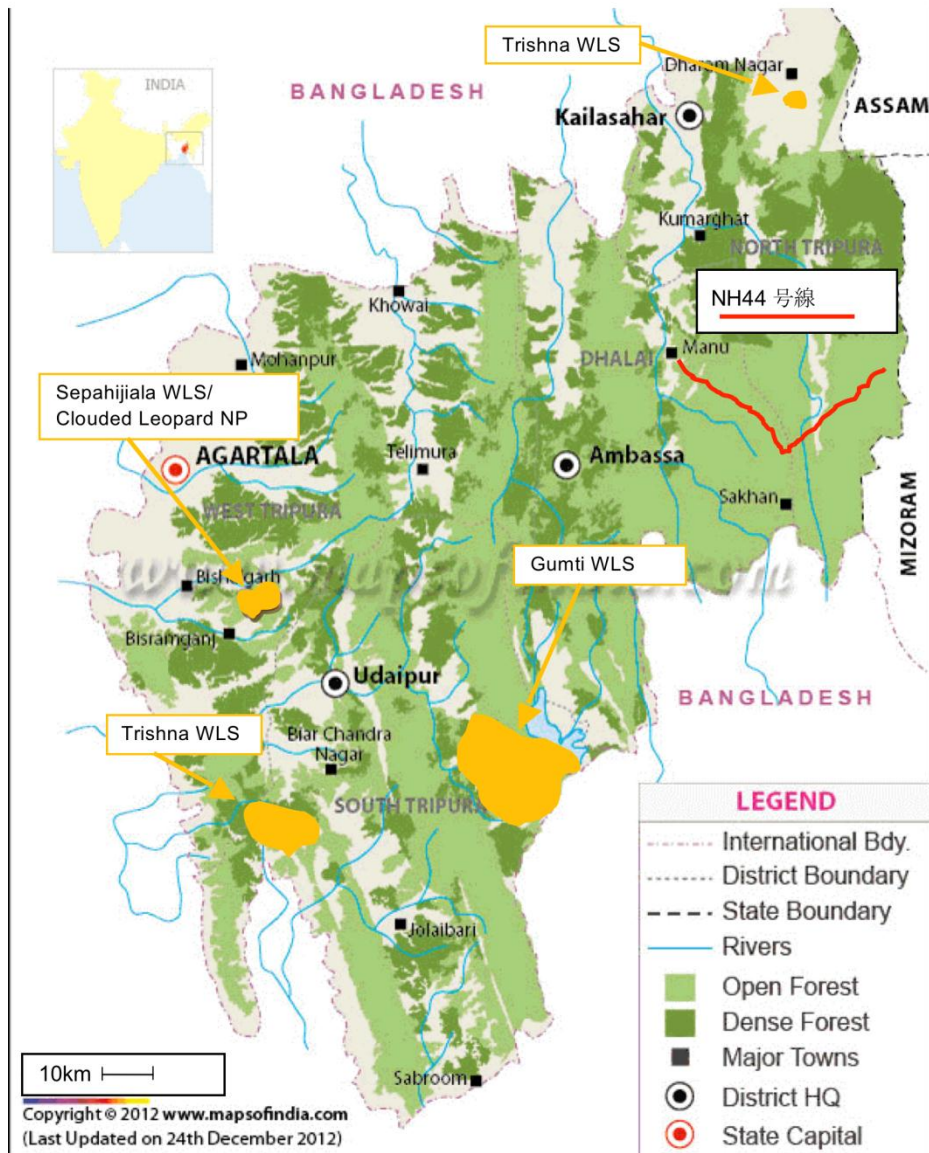 Trishna WLS
INDIA
BANGLADESH
Dharam Nagar
ASSAM
Kailasahar
Kumarghat
NORTH TRIPURA
NH44 号線
Khowai
DHALAI
Manu
Mohanpur
Sepahijiala WLS/
Clouded Leopard NP
AGARTALA
Telimura
Ambassa
Sakhan
WEST TRIPURA
MIZORAM
www.mapsofindia.com
Gumti WLS
Bishalgarh
Bisramganj
Udaipur
BANGLADESH
Trishna WLS
Biar Chandra
Nagar
SOUTH TRIPURA
LEGEND
International Bdy.
District Boundary
State Boundary
Rivers
Open Forest
Dense Forest
Major Towns
District HQ
State Capital
Jolaibari
Sabroom
10km
Copyright © 2012 www.mapsofindia.com
(Last Updated on 24th December 2012)